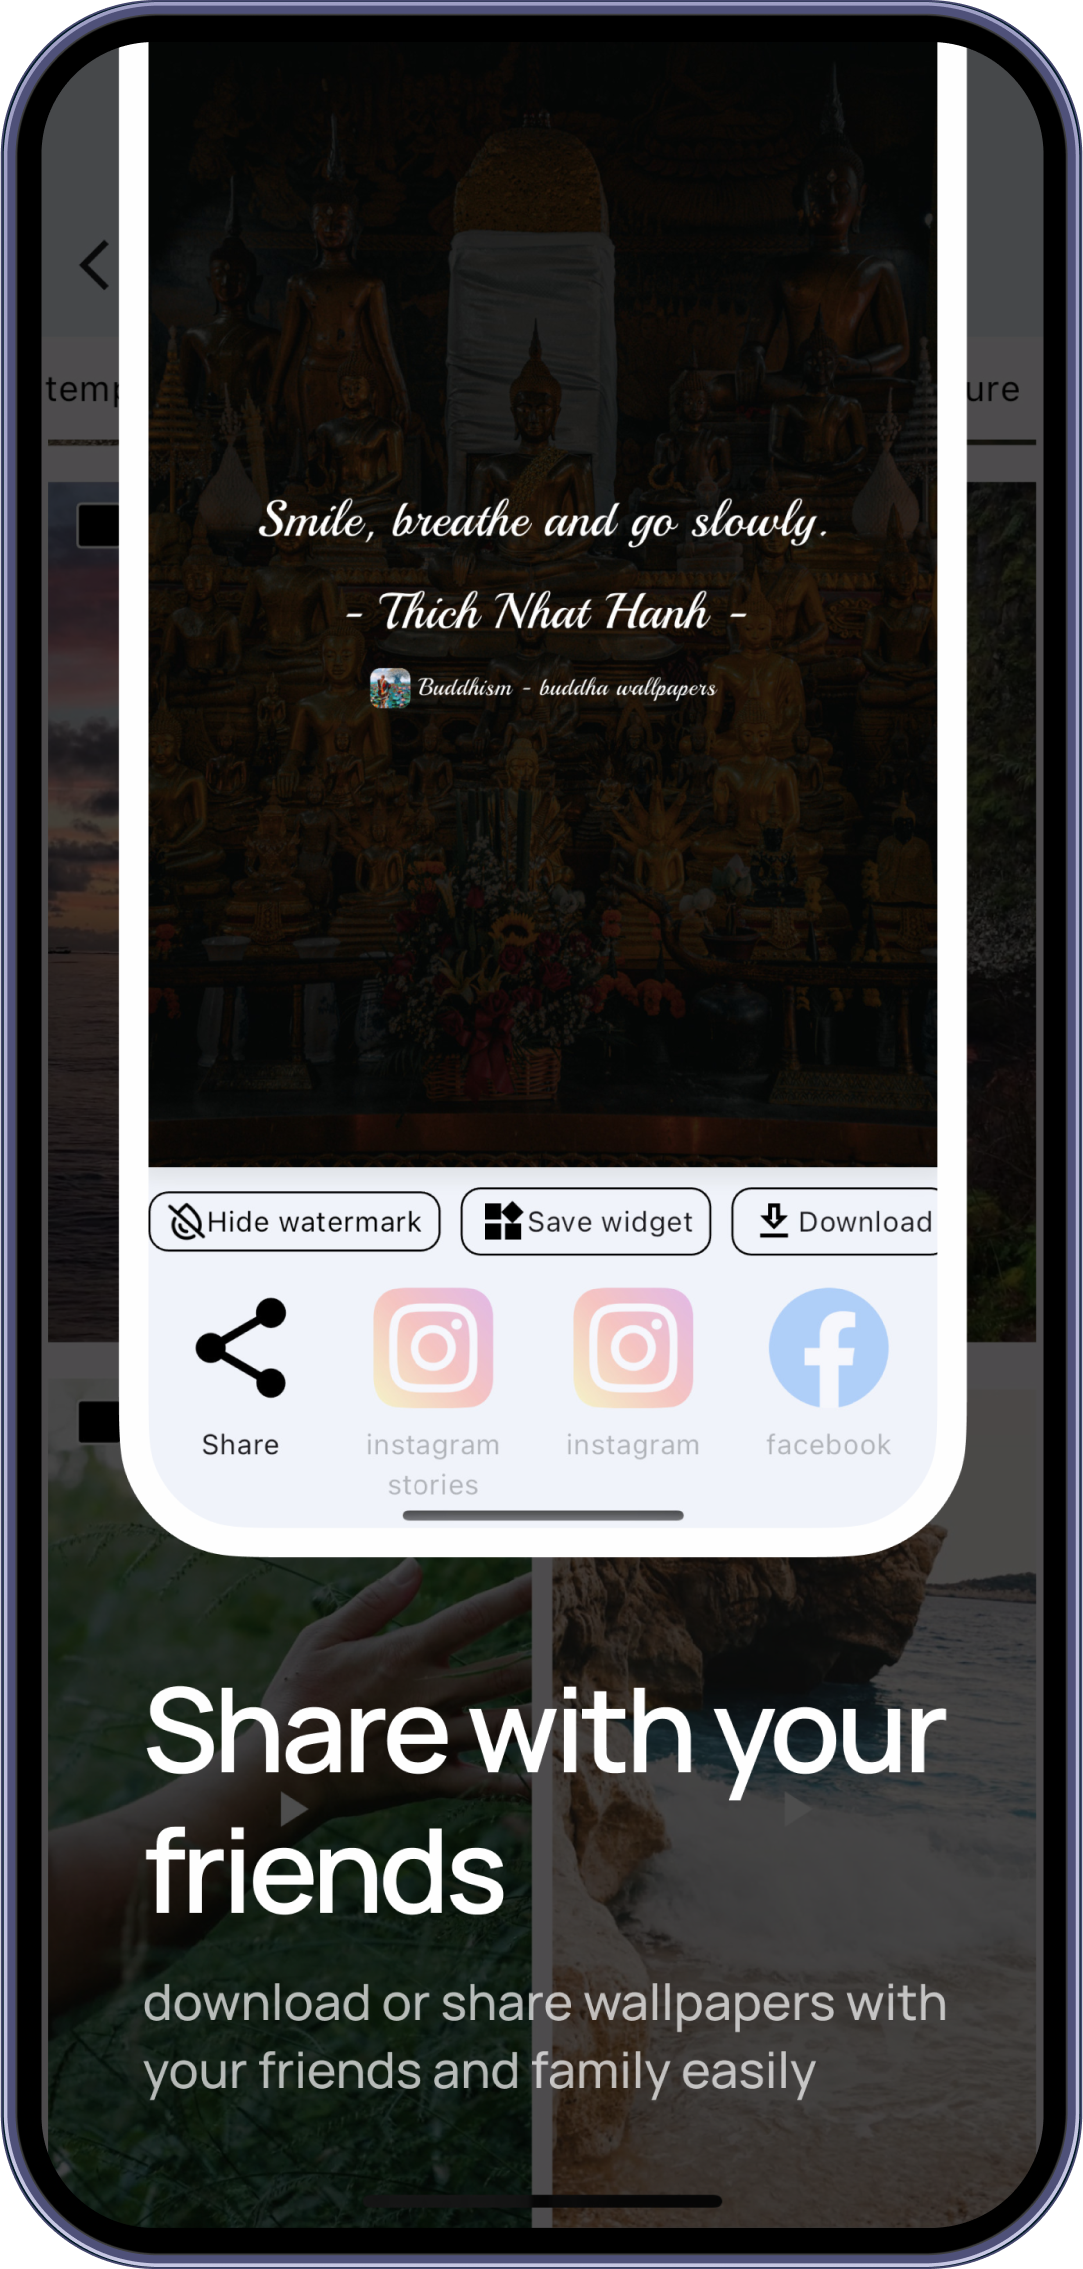 temp
ure
Smile, breathe and go slowly.
- Thich Nhat Hanh -
Buddhism - buddha wallpapers
Hide watermark
Save widget
Download
Share
instagram
stories
instagram
facebook
Share with your
friends
download or share wallpapers with
your friends and family easily